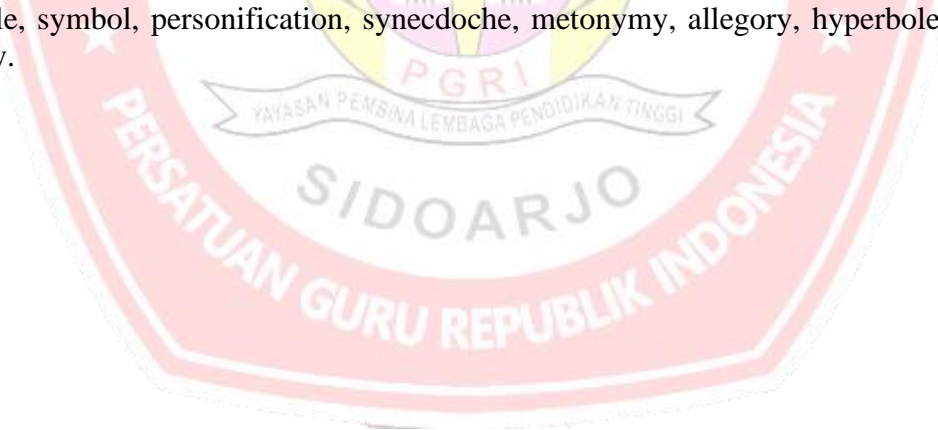 le, symbol, personification, synecdoche, metonymy, allegory, hyperbole
y.
PGRI
YAYASAN PEMBINA LEMBAGA PENDIDIKAN TINGGI
SIDOARJO
PERSATUAN GURU REPUBLIK INDONESIA